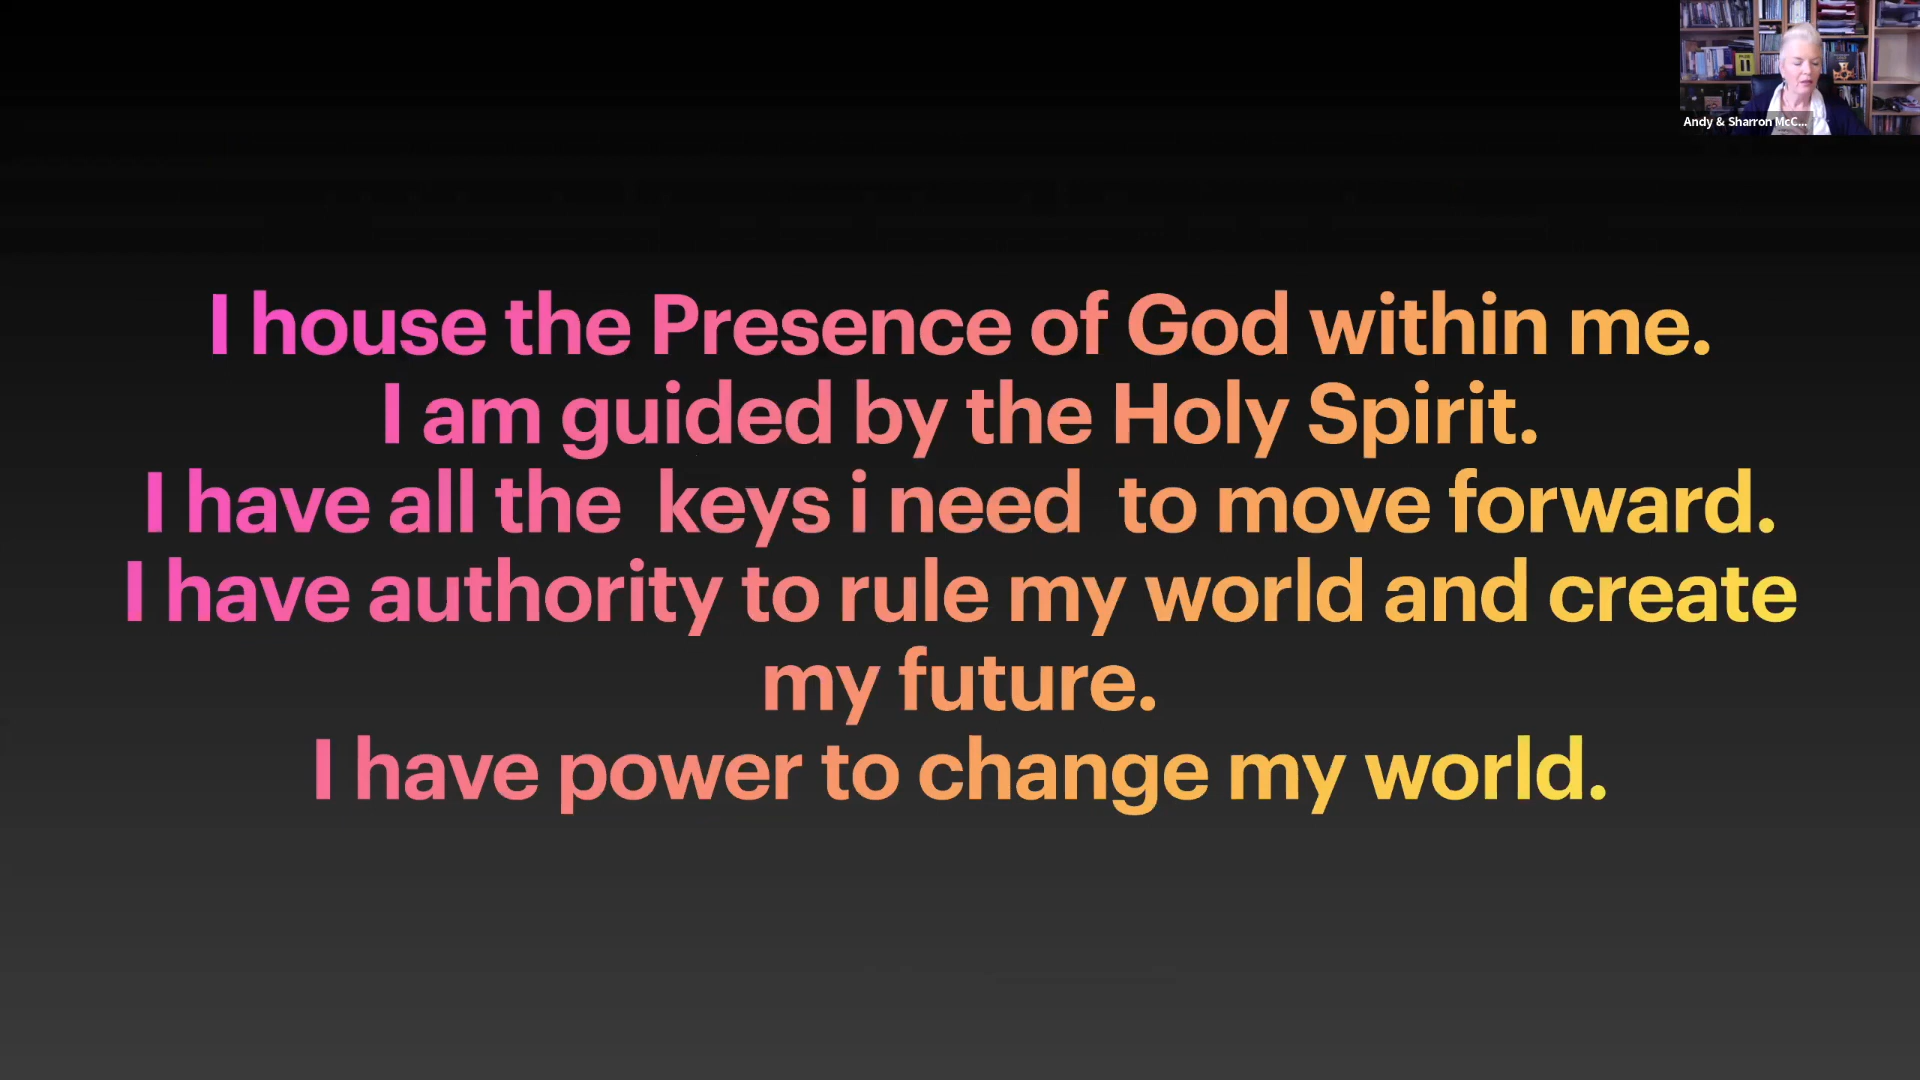 Andy & Sharron McC...
I house the Presence of God within me.
I am guided by the Holy Spirit.
I have all the keys i need to move forward.
I have authority to rule my world and create
my future.
I have power to change my world.